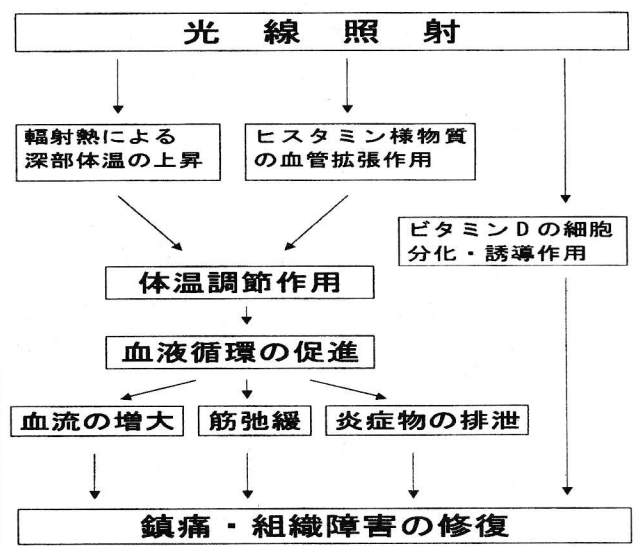 光線照射
輻射熱による
深部体温の上昇
ヒスタミン様物質
の血管拡張作用
ビタミンDの細胞
分化・誘導作用
体温調節作用
血液循環の促進
血流の増大
筋弛緩
炎症物の排泄
鎮痛・組織障害の修復